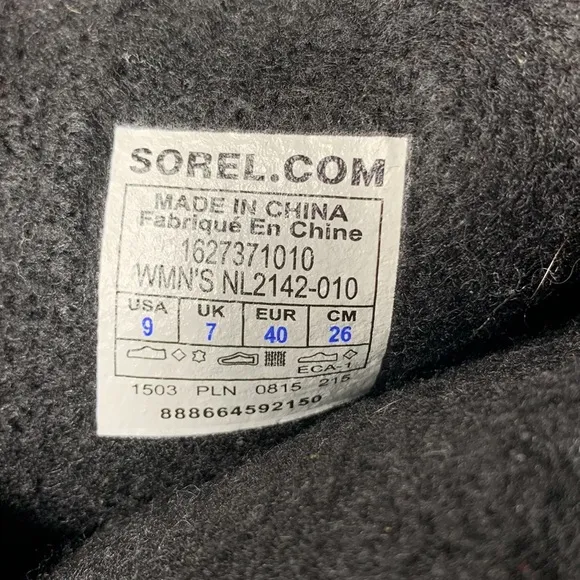 SOREL.COM
MADE IN CHINA
Fabriqué En Chine
1627371010
WMN'S NL2142-010
USA UK EUR CM
9 7 40 26
ECA-1
1503 PLN 0815 215
888664592150